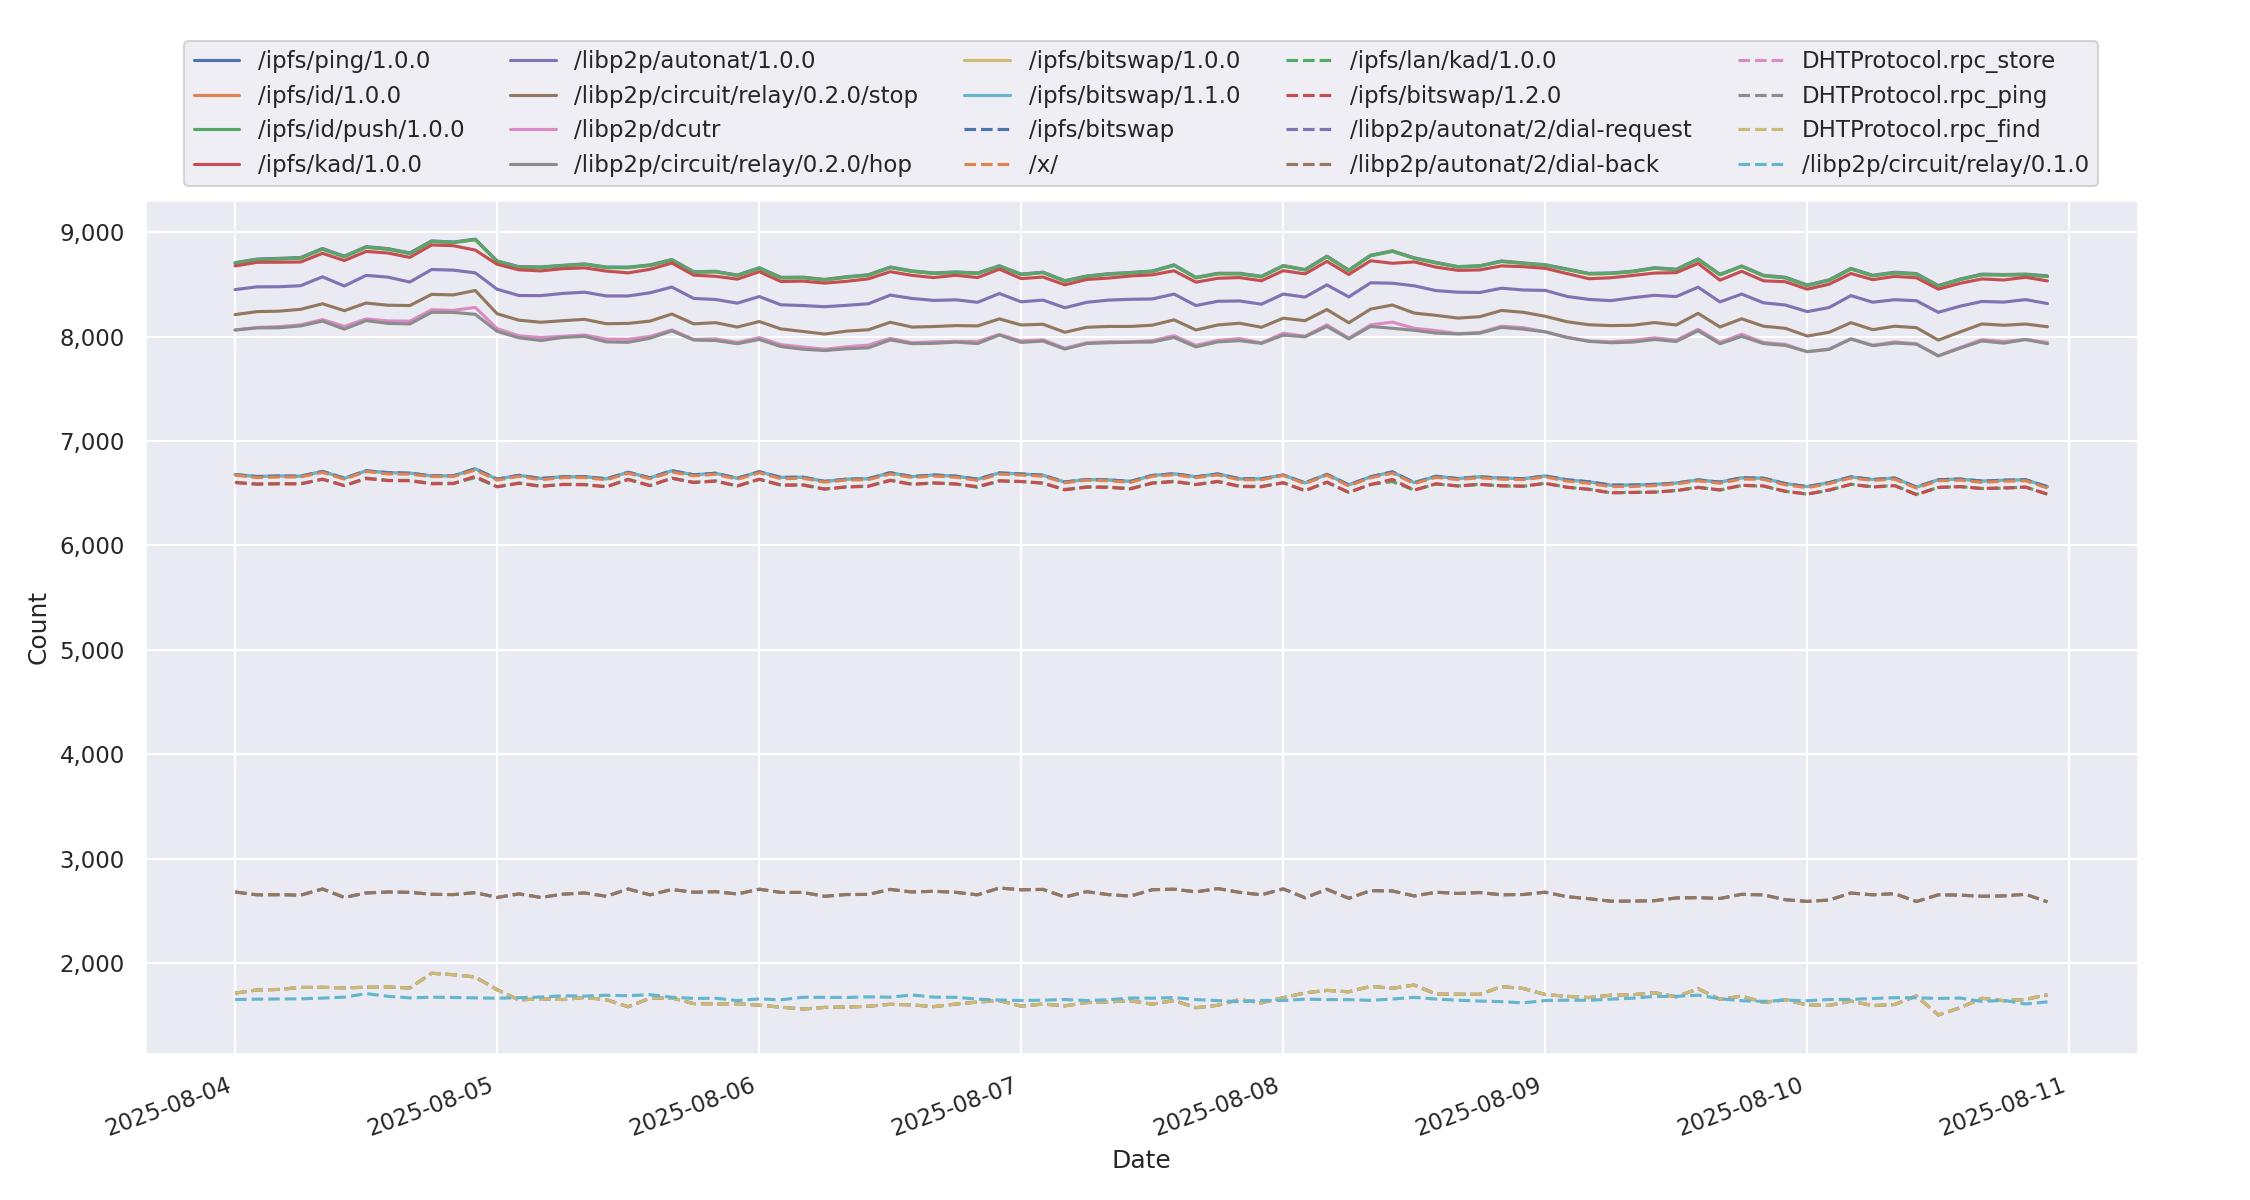 /ipfs/ping/1.0.0
/ipfs/id/1.0.0
/ipfs/id/push/1.0.0
/ipfs/kad/1.0.0
/libp2p/autonat/1.0.0
/libp2p/circuit/relay/0.2.0/stop
/libp2p/dcutr
/libp2p/circuit/relay/0.2.0/hop
/ipfs/bitswap/1.0.0
/ipfs/bitswap/1.1.0
/ipfs/bitswap
/x/
/ipfs/lan/kad/1.0.0
/ipfs/bitswap/1.2.0
/libp2p/autonat/2/dial-request
/libp2p/autonat/2/dial-back
DHTProtocol.rpc_store
DHTProtocol.rpc_ping
DHTProtocol.rpc_find
/libp2p/circuit/relay/0.1.0
9,000
8,000
7,000
6,000
5,000
4,000
3,000
2,000
Count
2025-08-04
2025-08-05
2025-08-06
2025-08-07
2025-08-08
2025-08-09
2025-08-10
2025-08-11
Date